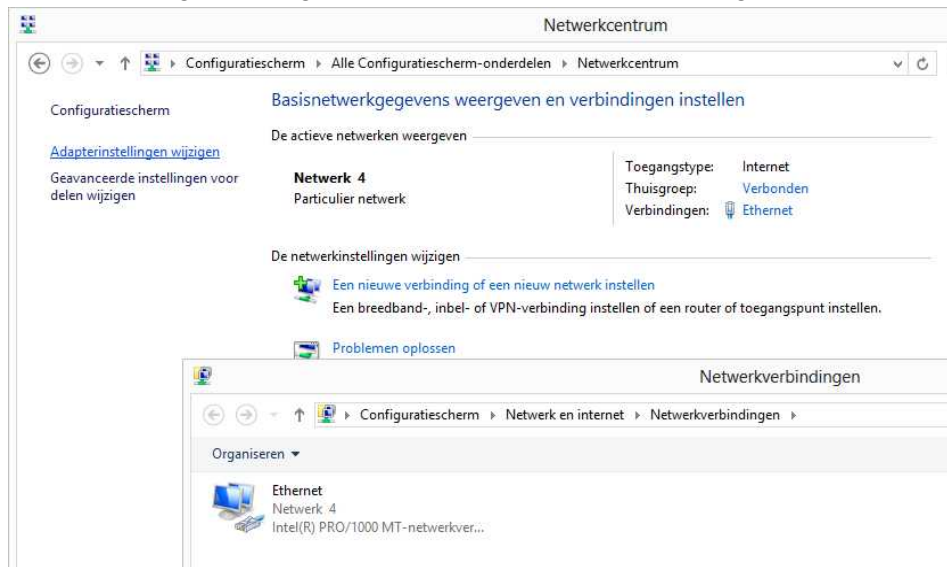 Netwerkcentrum
Configuratiescherm Alle Configuratiescherm-onderdelen Netwerkcentrum
Configuratiescherm
Adapterinstellingen wijzigen
Geavanceerde instellingen voor
delen wijzigen
Basisnetwerkgegevens weergeven en verbindingen instellen
De actieve netwerken weergeven
Netwerk 4
Particulier netwerk
Toegangstype: Internet
Thuisgroep: Verbonden
Verbindingen: Ethernet
De netwerkinstellingen wijzigen
Een nieuwe verbinding of een nieuw netwerk instellen
Een breedband-, inbel- of VPN-verbinding instellen of een router of toegangspunt instellen.
Problemen oplossen
Netwerkverbindingen
Configuratiescherm Netwerk en internet Netwerkverbindingen
Organiseren
Ethernet
Netwerk 4
Intel(R) PRO/1000 MT-netwerkver...